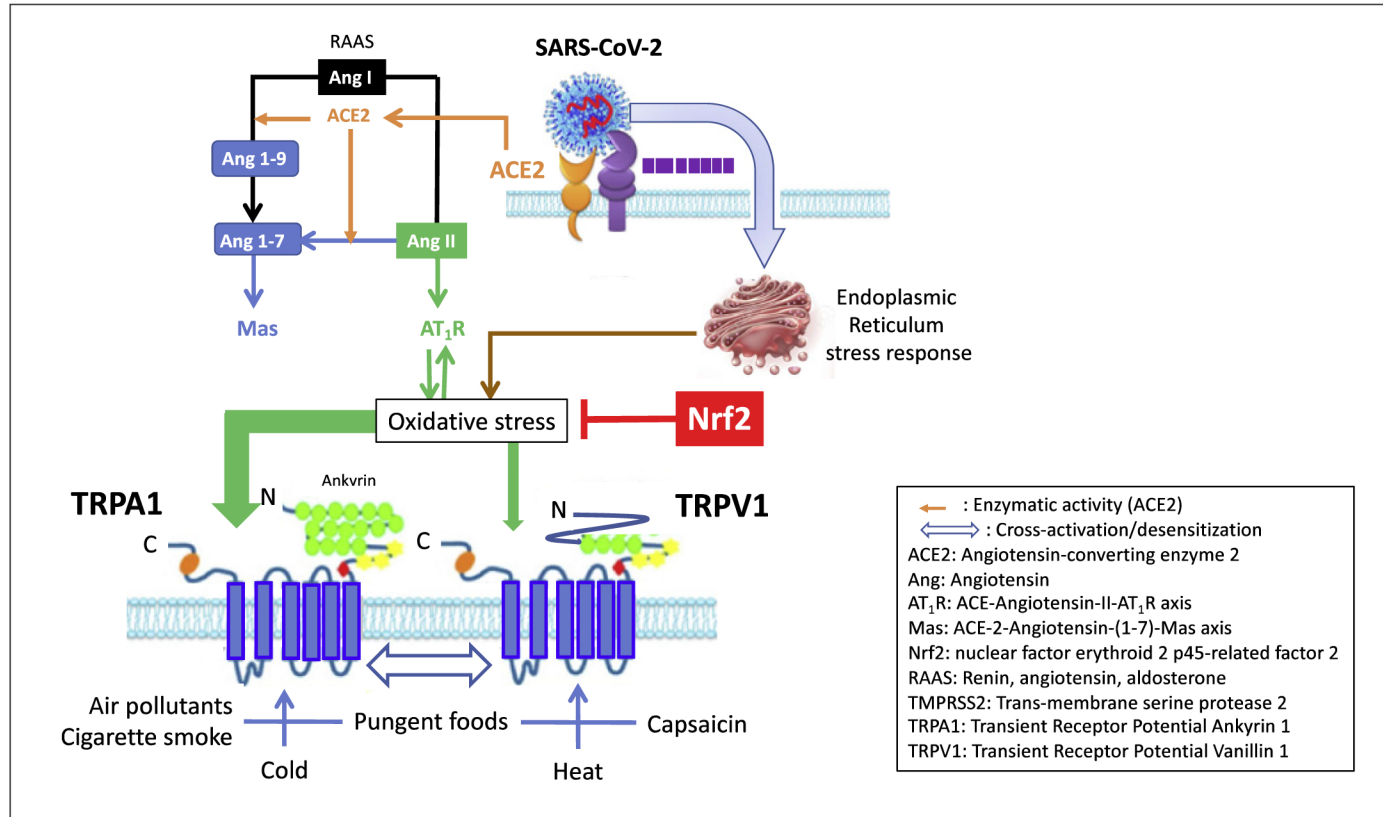 RAAS
SARS-CoV-2
Ang I
ACE2
Ang 1-9
ACE2
Ang 1-7
Ang II
Mas
AT₁R
Endoplasmic
Reticulum
stress response
Oxidative stress
Nrf2
TRPA1
N
Ankvrin
C
N
TRPV1
C
Air pollutants
Cigarette smoke
Pungent foods
Capsaicin
Cold
Heat
: Enzymatic activity (ACE2)
: Cross-activation/desensitization
ACE2: Angiotensin-converting enzyme 2
Ang: Angiotensin
AT₁R: ACE-Angiotensin-II-AT₁R axis
Mas: ACE-2-Angiotensin-(1-7)-Mas axis
Nrf2: nuclear factor erythroid 2 p45-related factor 2
RAAS: Renin, angiotensin, aldosterone
TMPRSS2: Trans-membrane serine protease 2
TRPA1: Transient Receptor Potential Ankyrin 1
TRPV1: Transient Receptor Potential Vanillin 1